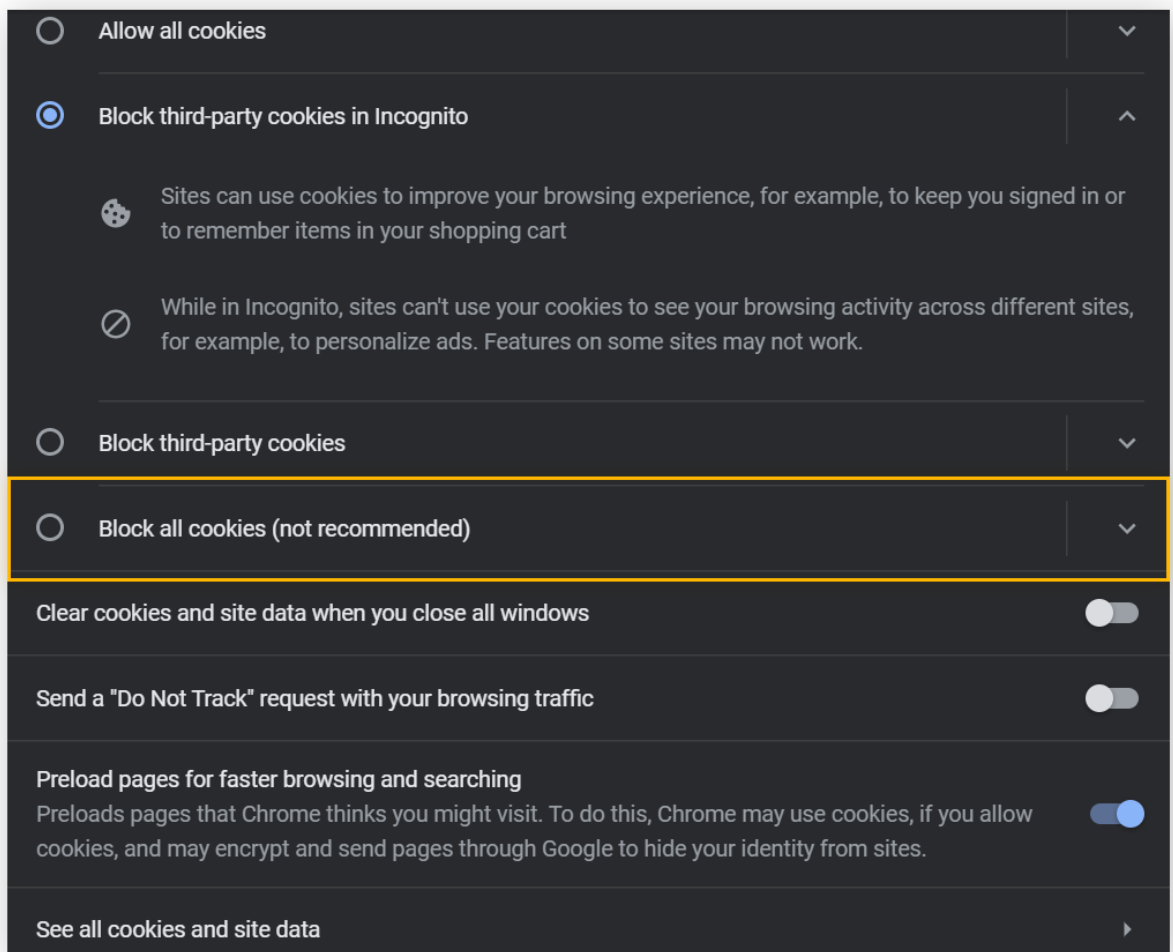 Allow all cookies
Block third-party cookies in Incognito
Sites can use cookies to improve your browsing experience, for example, to keep you signed in or
to remember items in your shopping cart
While in Incognito, sites can't use your cookies to see your browsing activity across different sites,
for example, to personalize ads. Features on some sites may not work.
Block third-party cookies
Block all cookies (not recommended)
Clear cookies and site data when you close all windows
Send a "Do Not Track" request with your browsing traffic
Preload pages for faster browsing and searching
Preloads pages that Chrome thinks you might visit. To do this, Chrome may use cookies, if you allow
cookies, and may encrypt and send pages through Google to hide your identity from sites.
See all cookies and site data